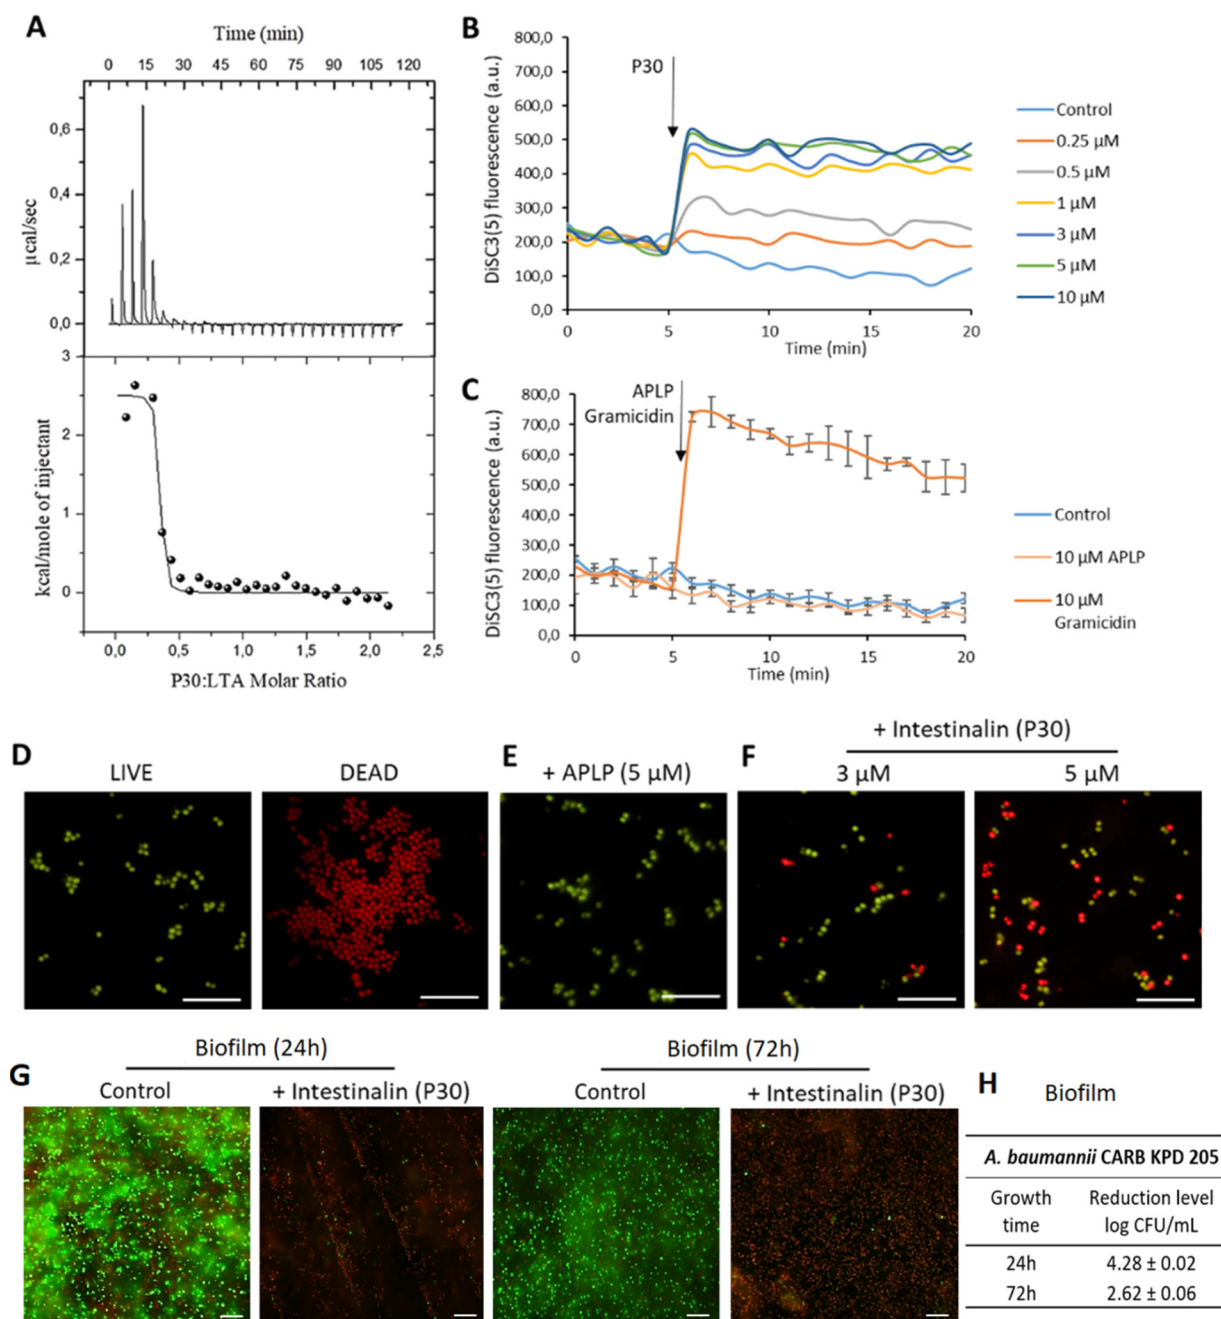 A
Time (min)
0 15 30 45 60 75 90 105 120
0,6
0,4
0,2
0,0
µcal/sec
3
2
1
0
kcal/mole of injectant
0,0 0,5 1,0 1,5 2,0 2,5
P30:LTA Molar Ratio
B
800,0
700,0
600,0
500,0
400,0
300,0
200,0
100,0
0,0
DiSC3(5) fluorescence (a.u.)
P30
0 5 10 15 20
Time (min)
Control
0.25 µM
0.5 µM
1 µM
3 µM
5 µM
10 µM
C
800,0
700,0
600,0
500,0
400,0
300,0
200,0
100,0
0,0
DiSC3(5) fluorescence (a.u.)
APLP
Gramicidin
0 5 10 15 20
Time (min)
Control
10 µM APLP
10 µM
Gramicidin
D
LIVE DEAD
E
+ APLP (5 µM)
F
+ Intestinalin (P30)
3 µM 5 µM
G
Biofilm (24h)
Control + Intestinalin (P30)
Biofilm (72h)
Control + Intestinalin (P30)
H Biofilm
A. baumannii CARB KPD 205
Growth time
Reduction level log CFU/mL
24h 4.28 ± 0.02
72h 2.62 ± 0.06